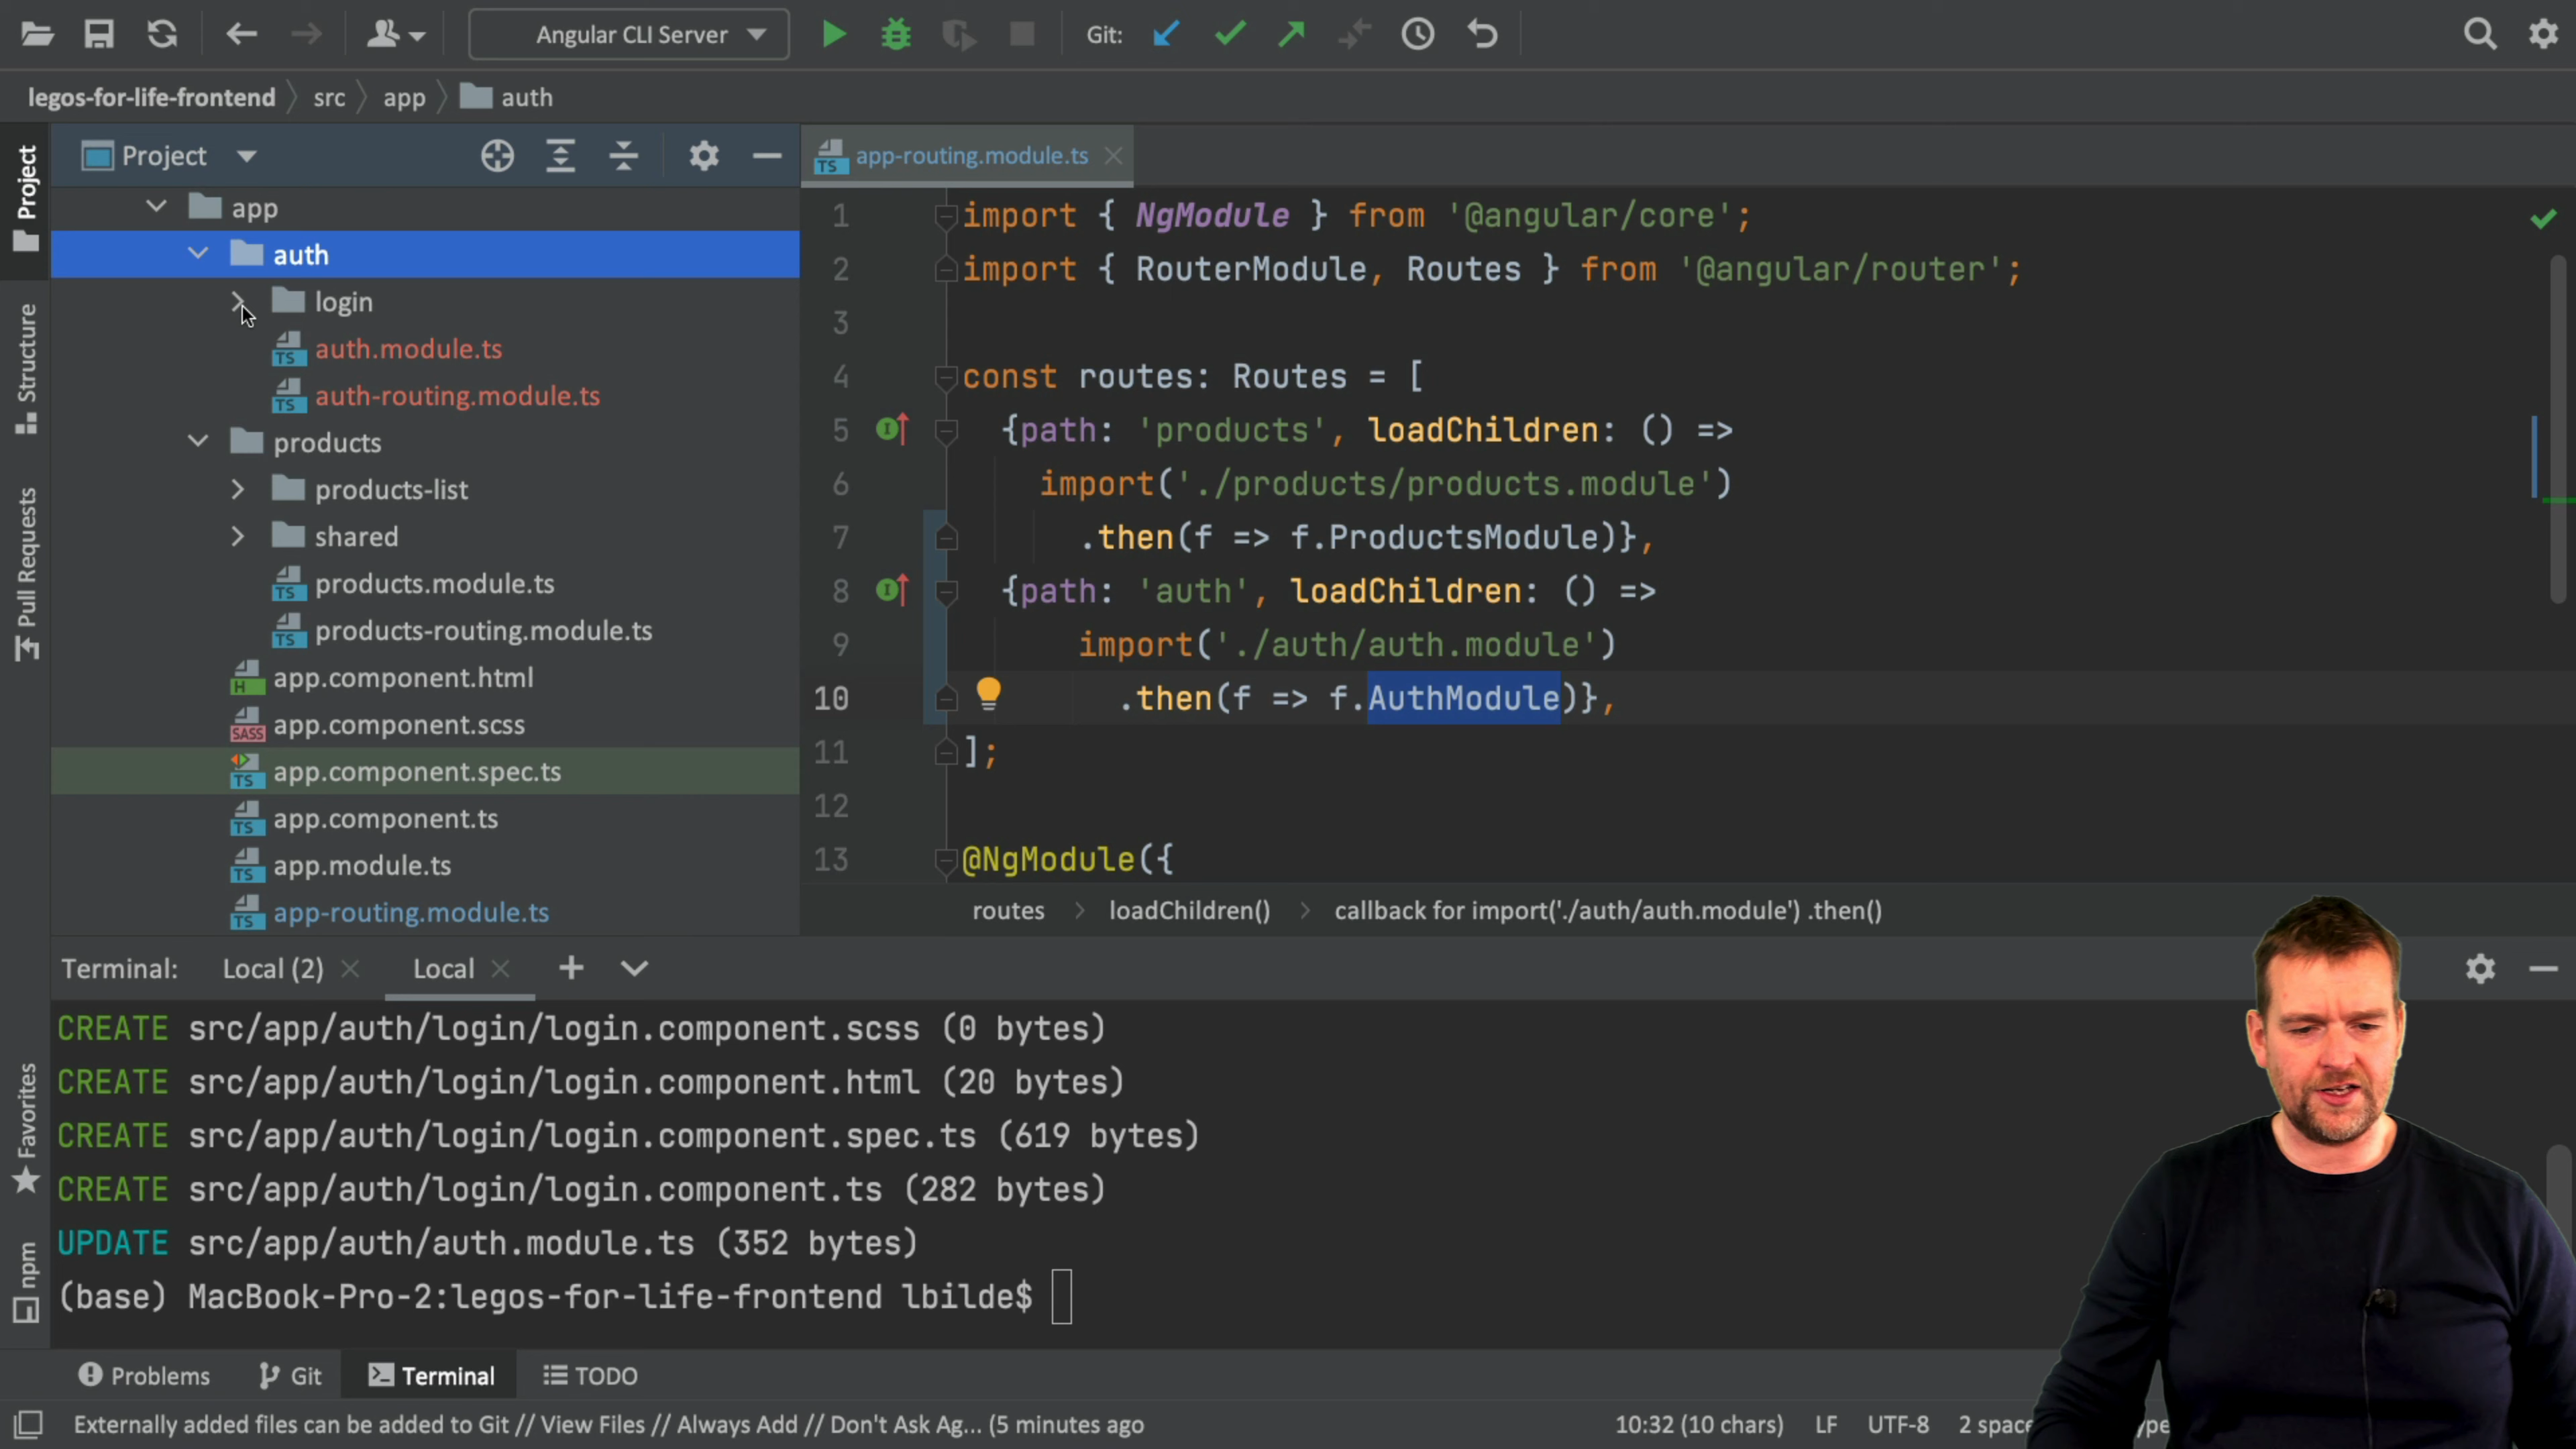 Angular CLI Server
Git:
legos-for-life-frontend
src
app
auth
Project
Project
Structure
Pull Requests
Favorites
npm
app
auth
login
auth.module.ts
auth-routing.module.ts
products
products-list
shared
products.module.ts
products-routing.module.ts
app.component.html
app.component.scss
app.component.spec.ts
app.component.ts
app.module.ts
app-routing.module.ts
app-routing.module.ts
1 import { NgModule } from '@angular/core';
2 import { RouterModule, Routes } from '@angular/router';
3
4 const routes: Routes = [
5 {path: 'products', loadChildren: () =>
6 import('./products/products.module')
7 .then(f => f.ProductsModule)},
8 {path: 'auth', loadChildren: () =>
9 import('./auth/auth.module')
10 .then(f => f.AuthModule)},
11 ];
12
13 @NgModule({
routes > loadChildren() > callback for import('./auth/auth.module') .then()
Terminal: Local (2) Local
CREATE src/app/auth/login/login.component.scss (0 bytes)
CREATE src/app/auth/login/login.component.html (20 bytes)
CREATE src/app/auth/login/login.component.spec.ts (619 bytes)
CREATE src/app/auth/login/login.component.ts (282 bytes)
UPDATE src/app/auth/auth.module.ts (352 bytes)
(base) MacBook-Pro-2:legos-for-life-frontend lbilde$
Problems Git Terminal TODO
Externally added files can be added to Git // View Files // Always Add // Don't Ask Ag... (5 minutes ago 10:32 (10 chars) LF UTF-8 2 spac